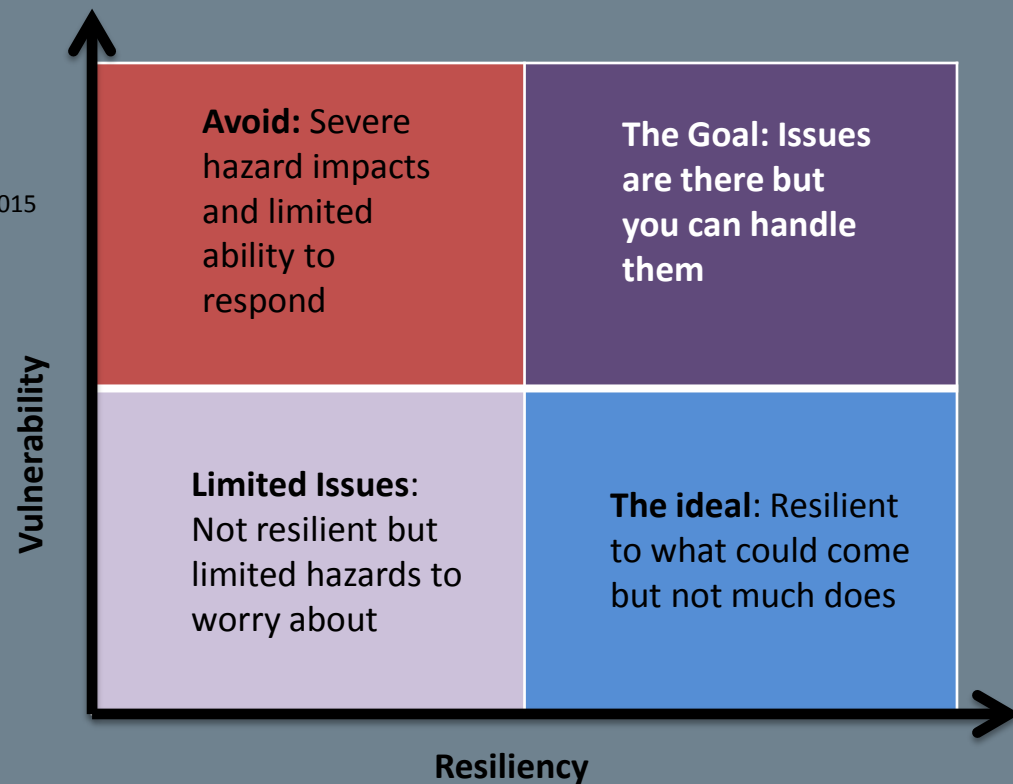 Avoid: Severe
hazard impacts
and limited
ability to
respond
The Goal: Issues
are there but
you can handle
them
015
Vulnerability
Limited Issues:
Not resilient but
limited hazards to
worry about
The ideal: Resilient
to what could come
but not much does
Resiliency